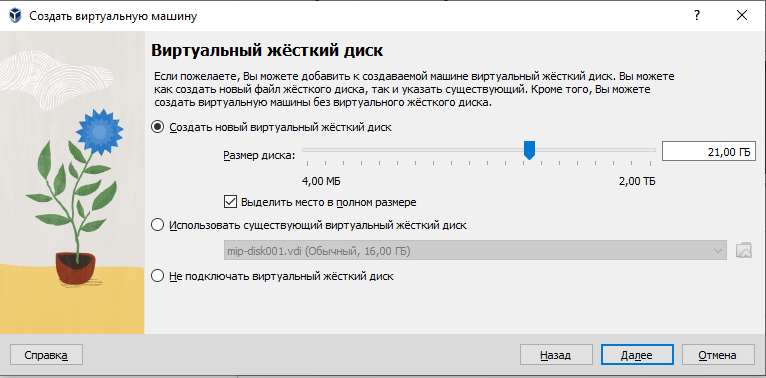 Создать виртуальную машину
Виртуальный жёсткий диск
Если пожелаете, Вы можете добавить к создаваемой машине виртуальный жёсткий диск. Вы можете
как создать новый файл жёсткого диска, так и указать существующий. Кроме того, Вы можете
создать виртуальную машины без виртуального жёсткого диска.
Создать новый виртуальный жёсткий диск
Размер диска:
21,00 ГБ
4,00 МБ
2,00 ТБ
Выделить место в полном размере
Использовать существующий виртуальный жёсткий диск
mip-disk001.vdi (Обычный, 16,00 ГБ)
Не подключать виртуальный жёсткий диск
Справка
Назад
Далее
Отмена